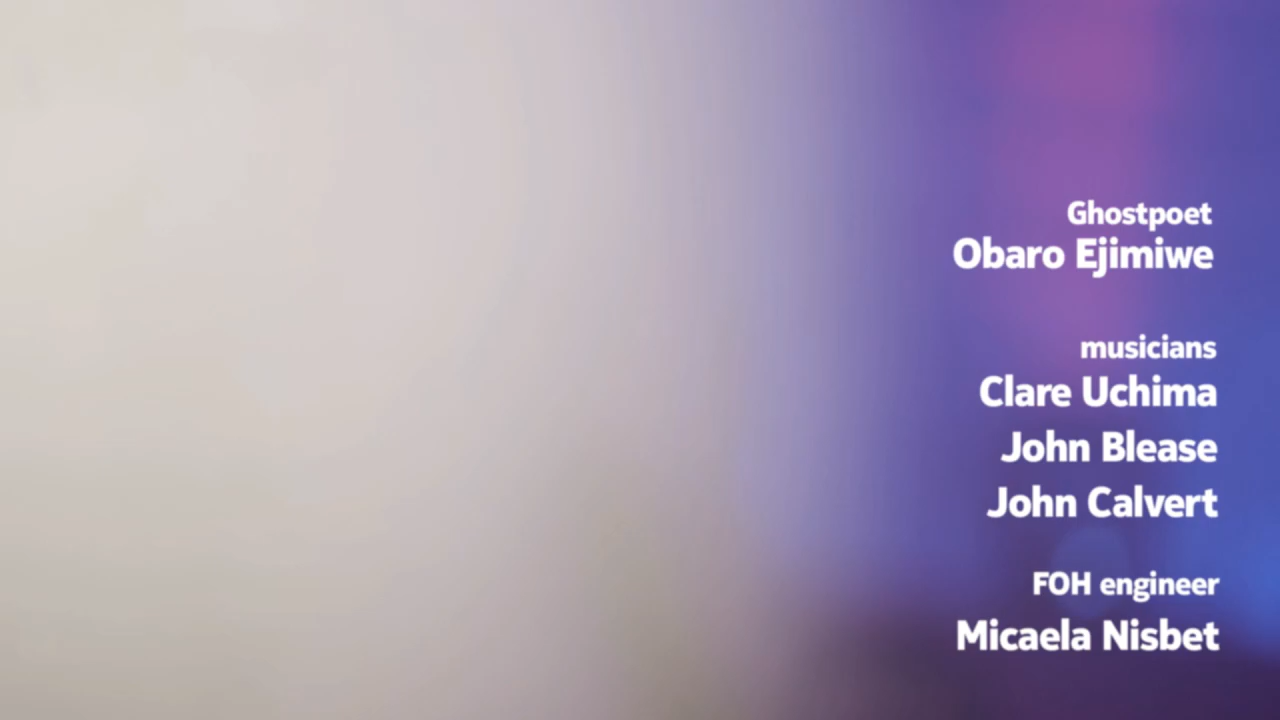 Ghostpoet
Obaro Ejimiwe
musicians
Clare Uchima
John Blease
John Calvert
FOH engineer
Micaela Nisbet